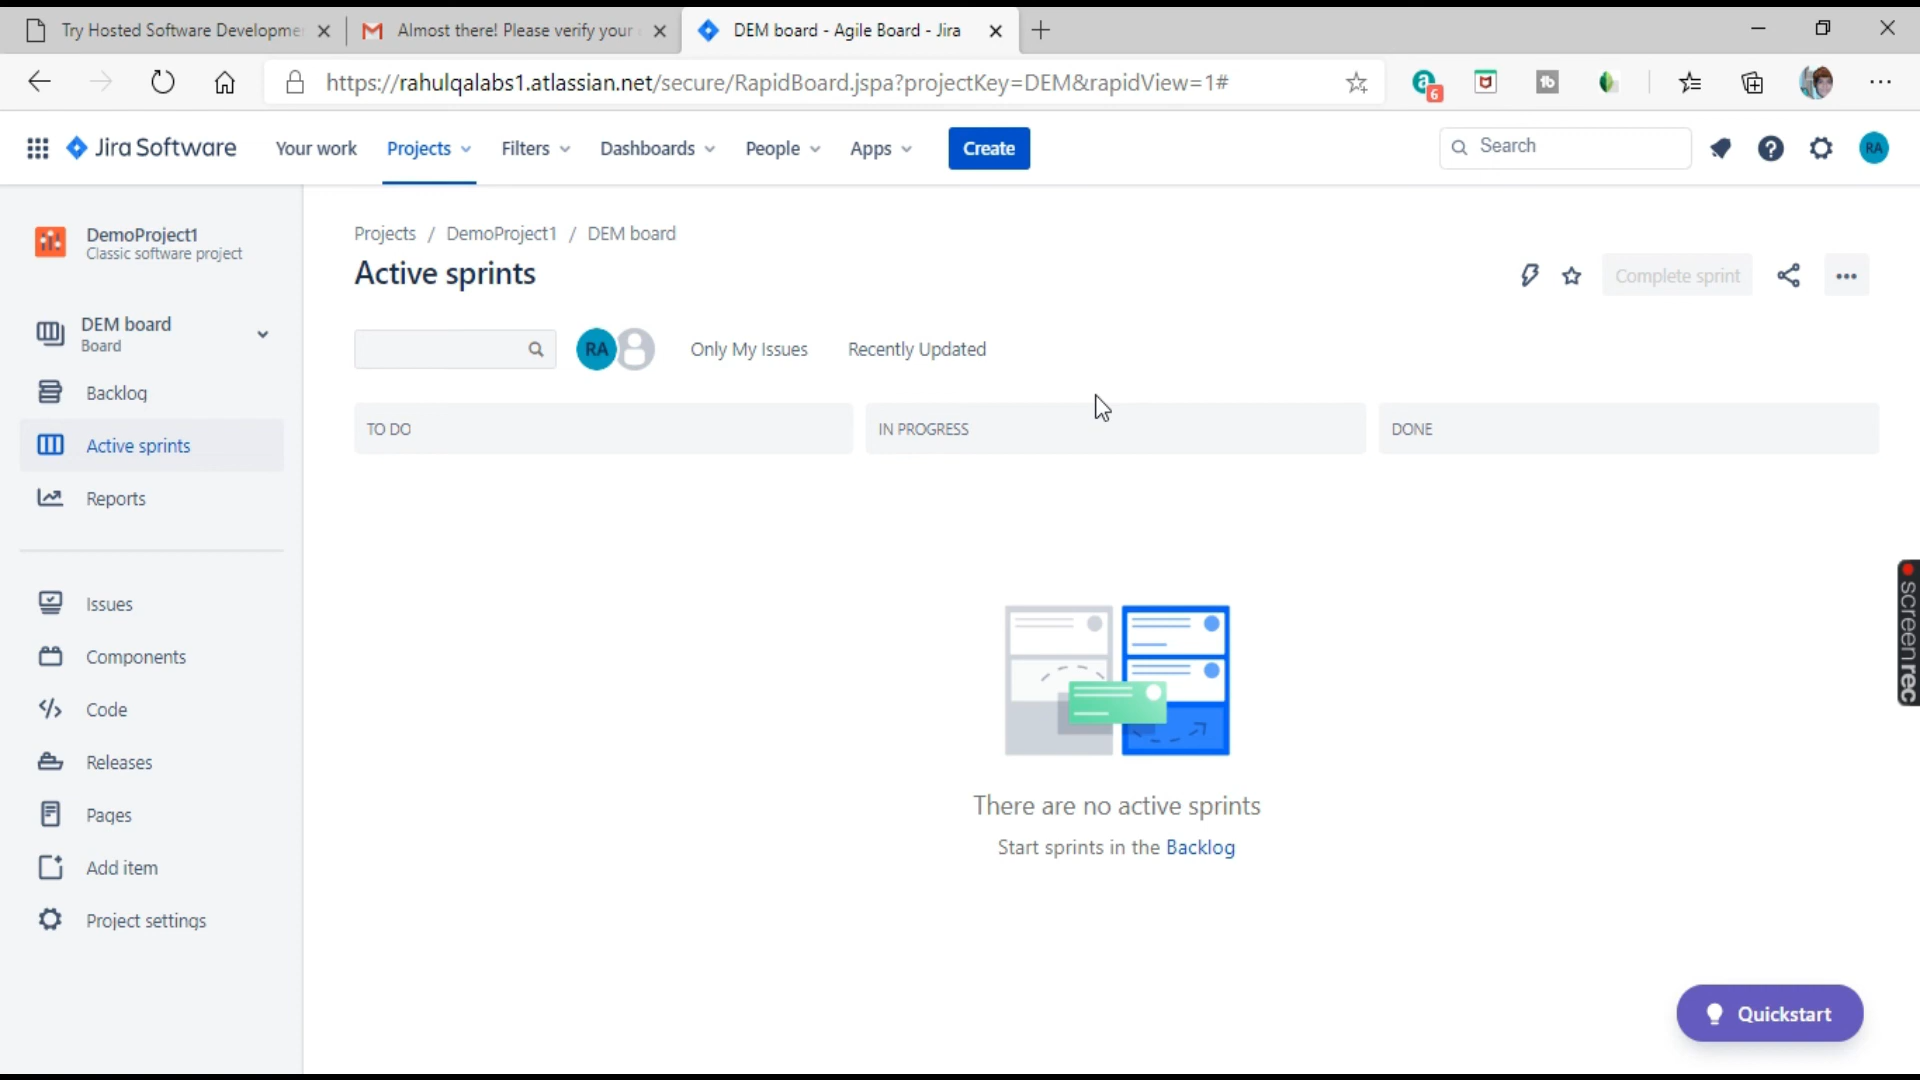 Try Hosted Software Developme
Almost there! Please verify your
DEM board - Agile Board - Jira
https://rahulqalabs1.atlassian.net/secure/RapidBoard.jspa?projectKey=DEM&rapidView=1#
a
6
tb
Jira Software
Your work
Projects
Filters
Dashboards
People
Apps
Create
Search
RA
DemoProject1
Classic software project
DEM board
Board
Backlog
Active sprints
Reports
Issues
Components
Code
Releases
Pages
Add item
Project settings
Projects / DemoProject1 / DEM board
Active sprints
Complete sprint
RA
Only My Issues
Recently Updated
TO DO
IN PROGRESS
DONE
There are no active sprints
Start sprints in the Backlog
screenrec
Quickstart